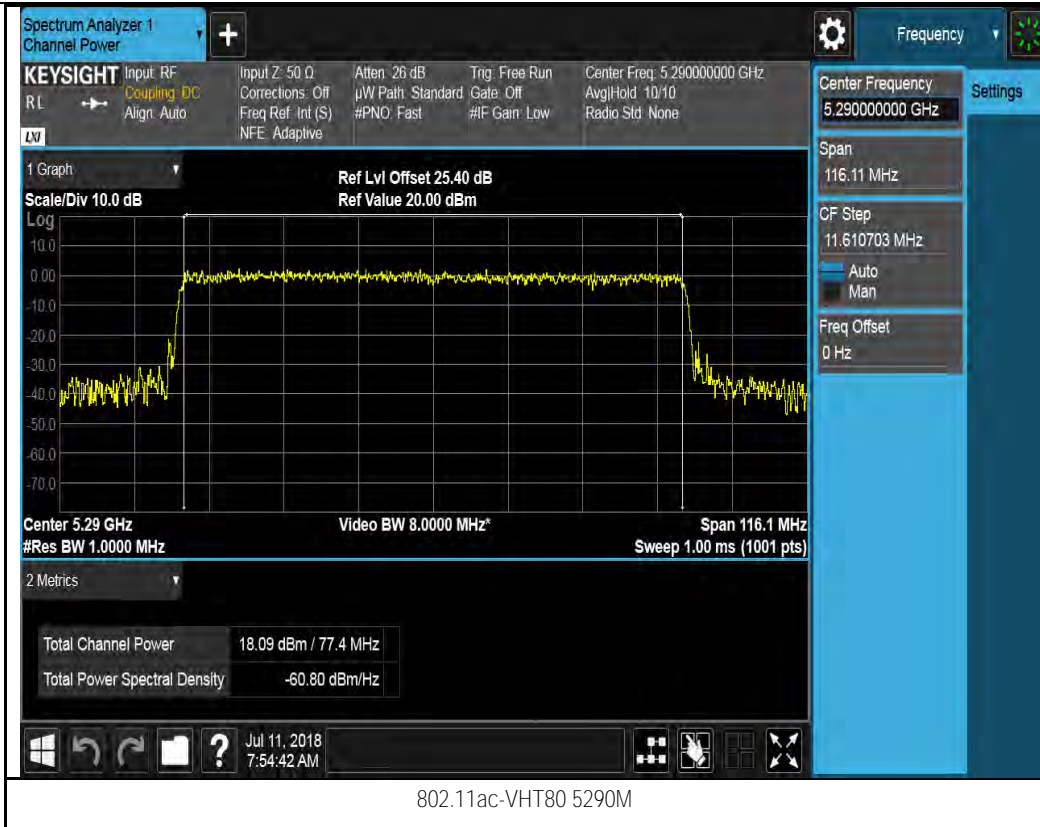 Spectrum Analyzer 1
Channel Power
Frequency
KEYSIGHT
R L
LXI
Input: RF
Coupling: DC
Align: Auto
Input Z: 50 Ω
Corrections: Off
Freq Ref: Int (S)
NFE: Adaptive
Atten: 26 dB
µW Path: Standard
#PNO: Fast
Trig: Free Run
Gate: Off
#IF Gain: Low
Center Freq: 5.290000000 GHz
Avg|Hold: 10/10
Radio Std: None
Center Frequency
5.290000000 GHz
Settings
Span
116.11 MHz
CF Step
11.610703 MHz
Auto
Man
Freq Offset
0 Hz
1 Graph
Scale/Div 10.0 dB
Ref Lvl Offset 25.40 dB
Ref Value 20.00 dBm
Log
10.0
0.00
-10.0
-20.0
-30.0
-40.0
-50.0
-60.0
-70.0
Center 5.29 GHz
#Res BW 1.0000 MHz
Video BW 8.0000 MHz*
Span 116.1 MHz
Sweep 1.00 ms (1001 pts)
2 Metrics
Total Channel Power 18.09 dBm / 77.4 MHz
Total Power Spectral Density -60.80 dBm/Hz
?
Jul 11, 2018
7:54:42 AM
802.11ac-VHT80 5290M